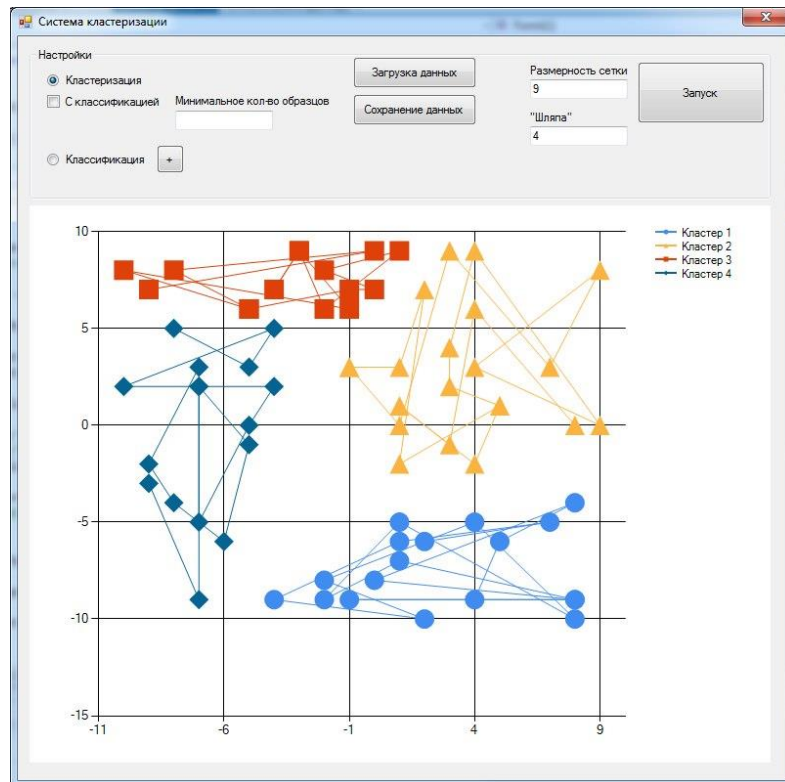 Система кластеризации
Настройки
Кластеризация
С классификацией
Минимальное кол-во образцов
Классификация
+
Загрузка данных
Сохранение данных
Размерность сетки
9
"Шляпа"
4
Запуск
10
5
0
-5
-10
-15
-11
-6
-1
4
9
Кластер 1
Кластер 2
Кластер 3
Кластер 4